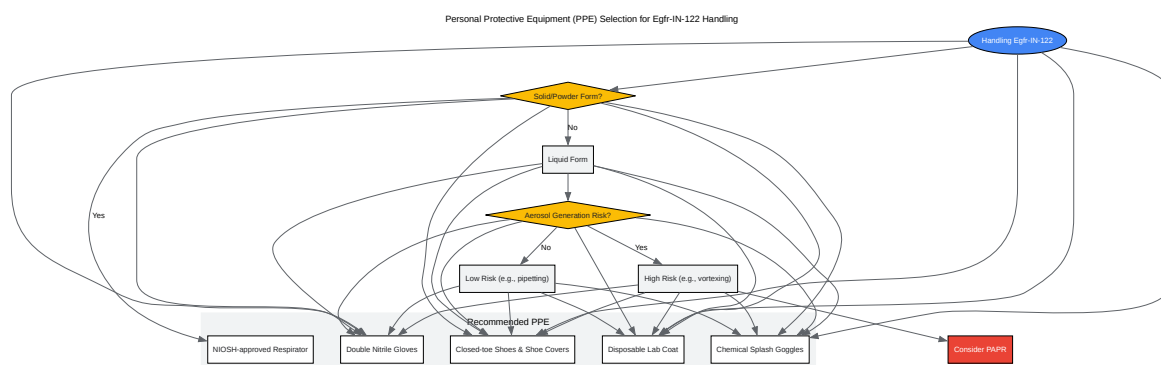 Personal Protective Equipment (PPE) Selection for Egfr-IN-122 Handling
Handling Egfr-IN-122
Solid/Powder Form?
No
Liquid Form
Yes
Aerosol Generation Risk?
No
Yes
Low Risk (e.g., pipetting)
High Risk (e.g., vortexing)
Recommended PPE
NIOSH-approved Respirator
Double Nitrile Gloves
Closed-toe Shoes & Shoe Covers
Disposable Lab Coat
Chemical Splash Goggles
Consider PAPR